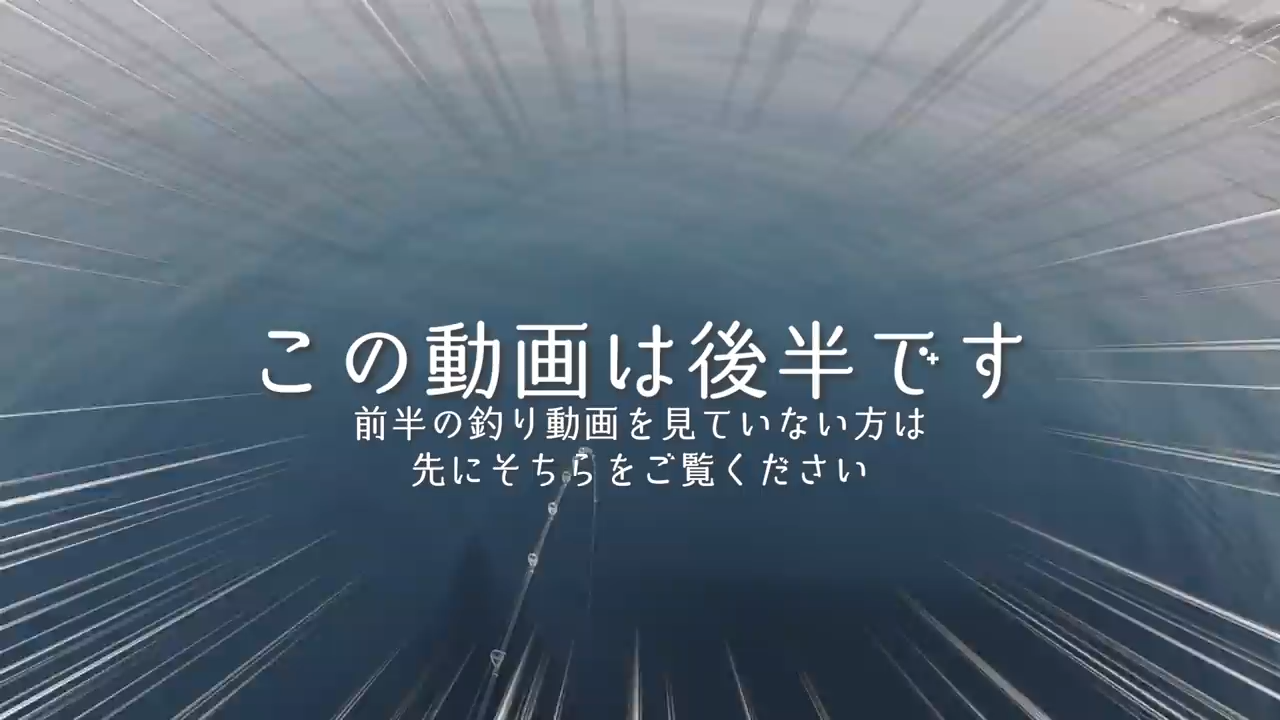 この動画は後半です
前半の釣り動画を見ていない方は
先にそちらをご覧ください